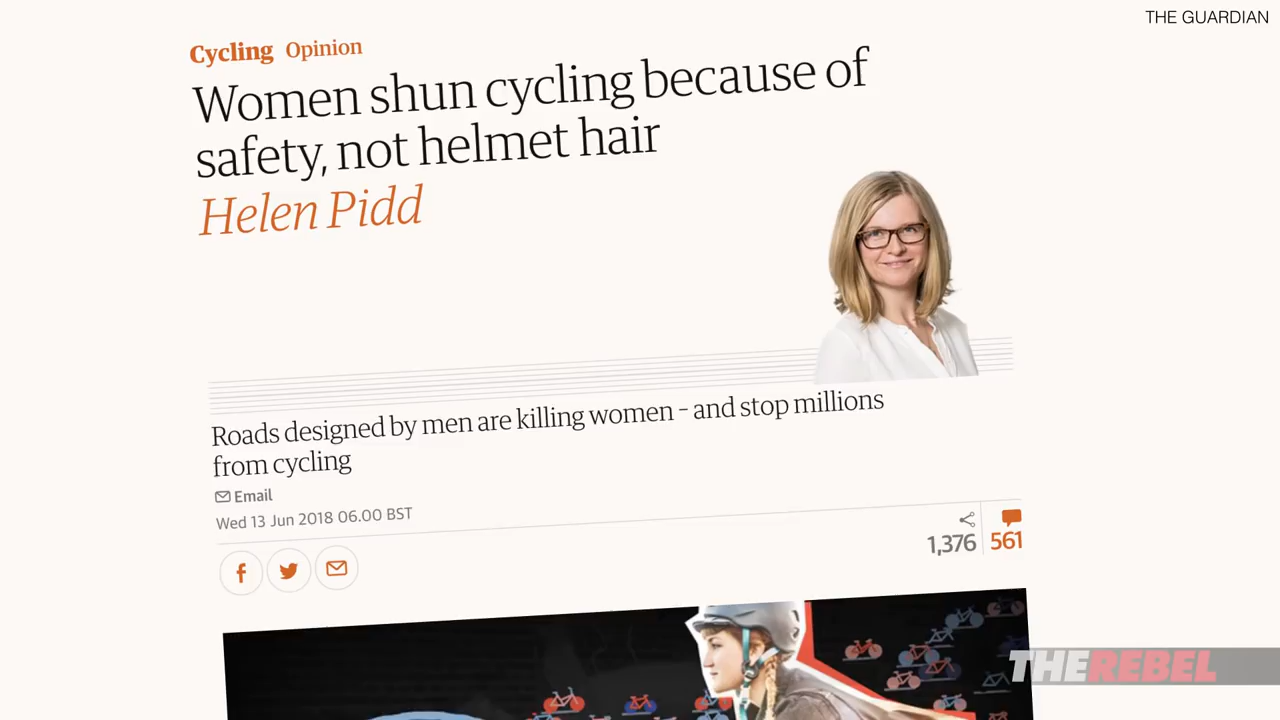 THE GUARDIAN
Cycling Opinion
Women shun cycling because of
safety, not helmet hair
Helen Pidd
Roads designed by men are killing women – and stop millions
from cycling
Email
Wed 13 Jun 2018 06.00 BST
1,376 561
THE REBEL